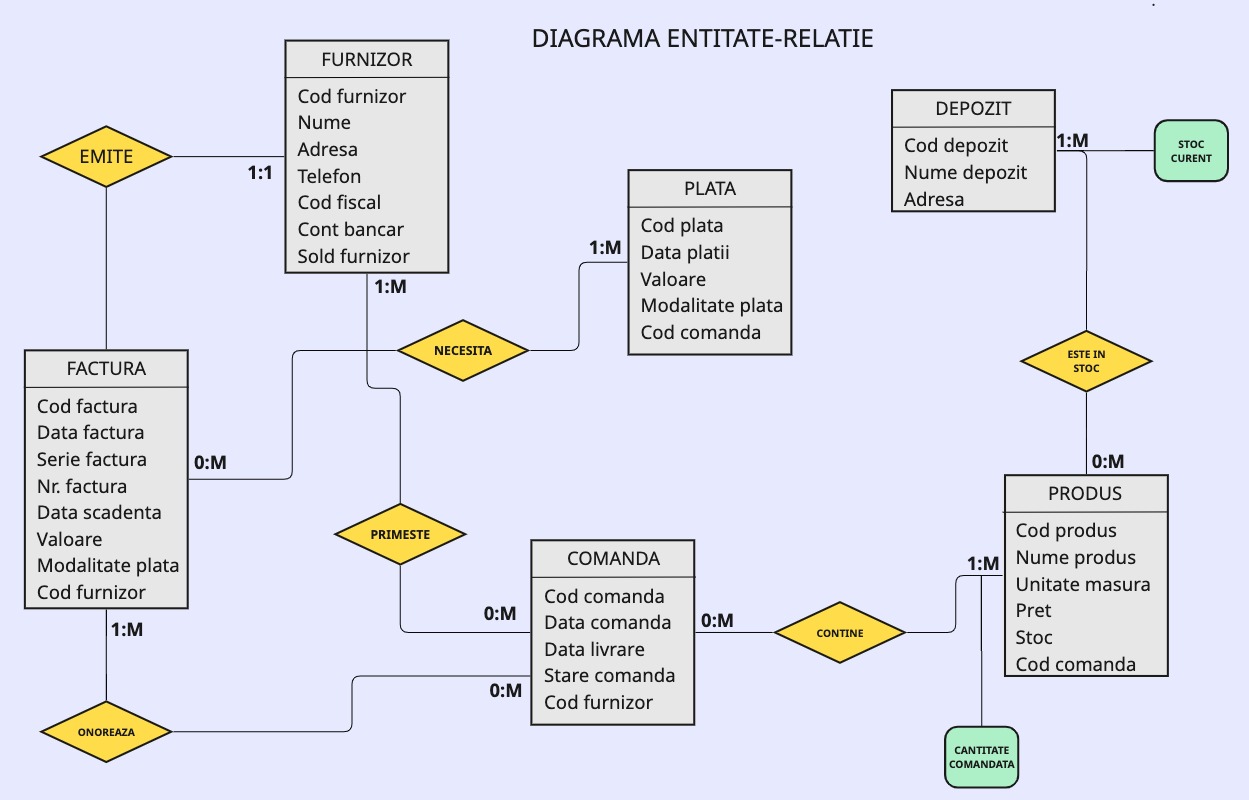 DIAGRAMA ENTITATE-RELATIE
FURNIZOR
Cod furnizor
Nume
Adresa
Telefon
Cod fiscal
Cont bancar
Sold furnizor
EMITE
1:1
1:M
DEPOZIT
Cod depozit
Nume depozit
Adresa
1:M
STOC
CURENT
PLATA
Cod plata
Data platii
Valoare
Modalitate plata
Cod comanda
1:M
NECESITA
ESTE IN
STOC
0:M
FACTURA
Cod factura
Data factura
Serie factura
Nr. factura
Data scadenta
Valoare
Modalitate plata
Cod furnizor
0:M
1:M
PRIMESTE
0:M
COMANDA
Cod comanda
Data comanda
Data livrare
Stare comanda
Cod furnizor
0:M
0:M
CONTINE
1:M
PRODUS
Cod produs
Nume produs
Unitate masura
Pret
Stoc
Cod comanda
ONOREAZA
CANTITATE
COMANDATA